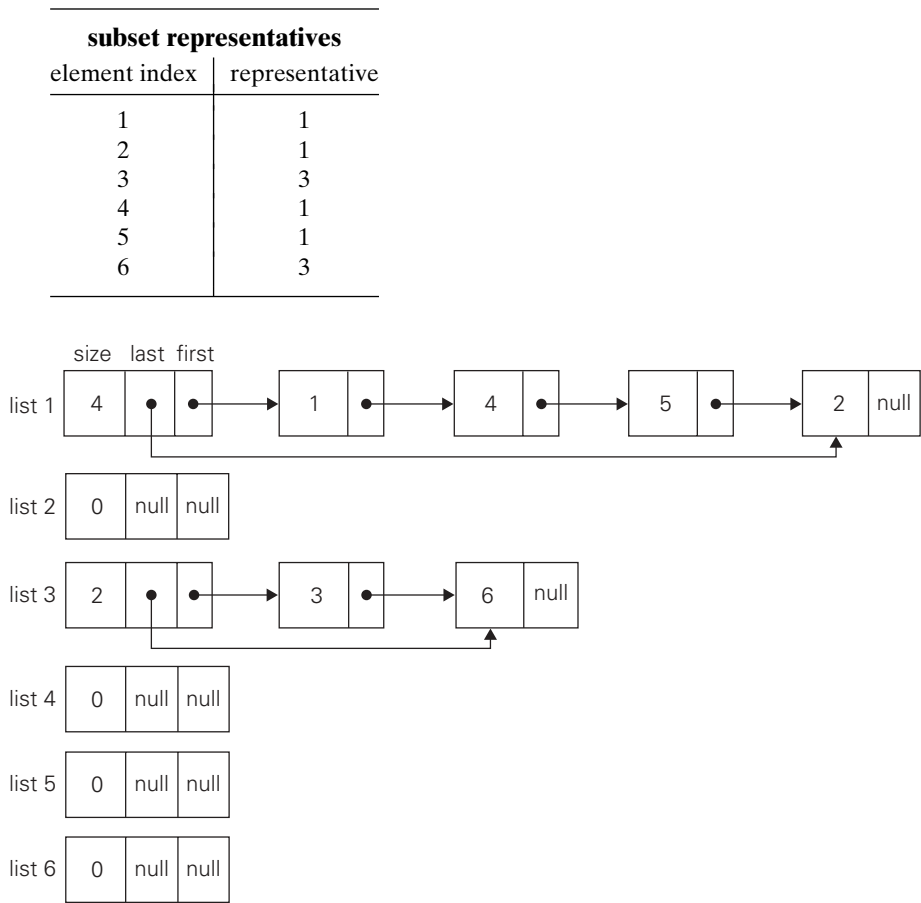 subset representatives
element index representative
1 1
2 1
3 3
4 1
5 1
6 3
size last first
list 1 4 1 4 5 2 null
list 2 0 null null
list 3 2 3 6 null
list 4 0 null null
list 5 0 null null
list 6 0 null null